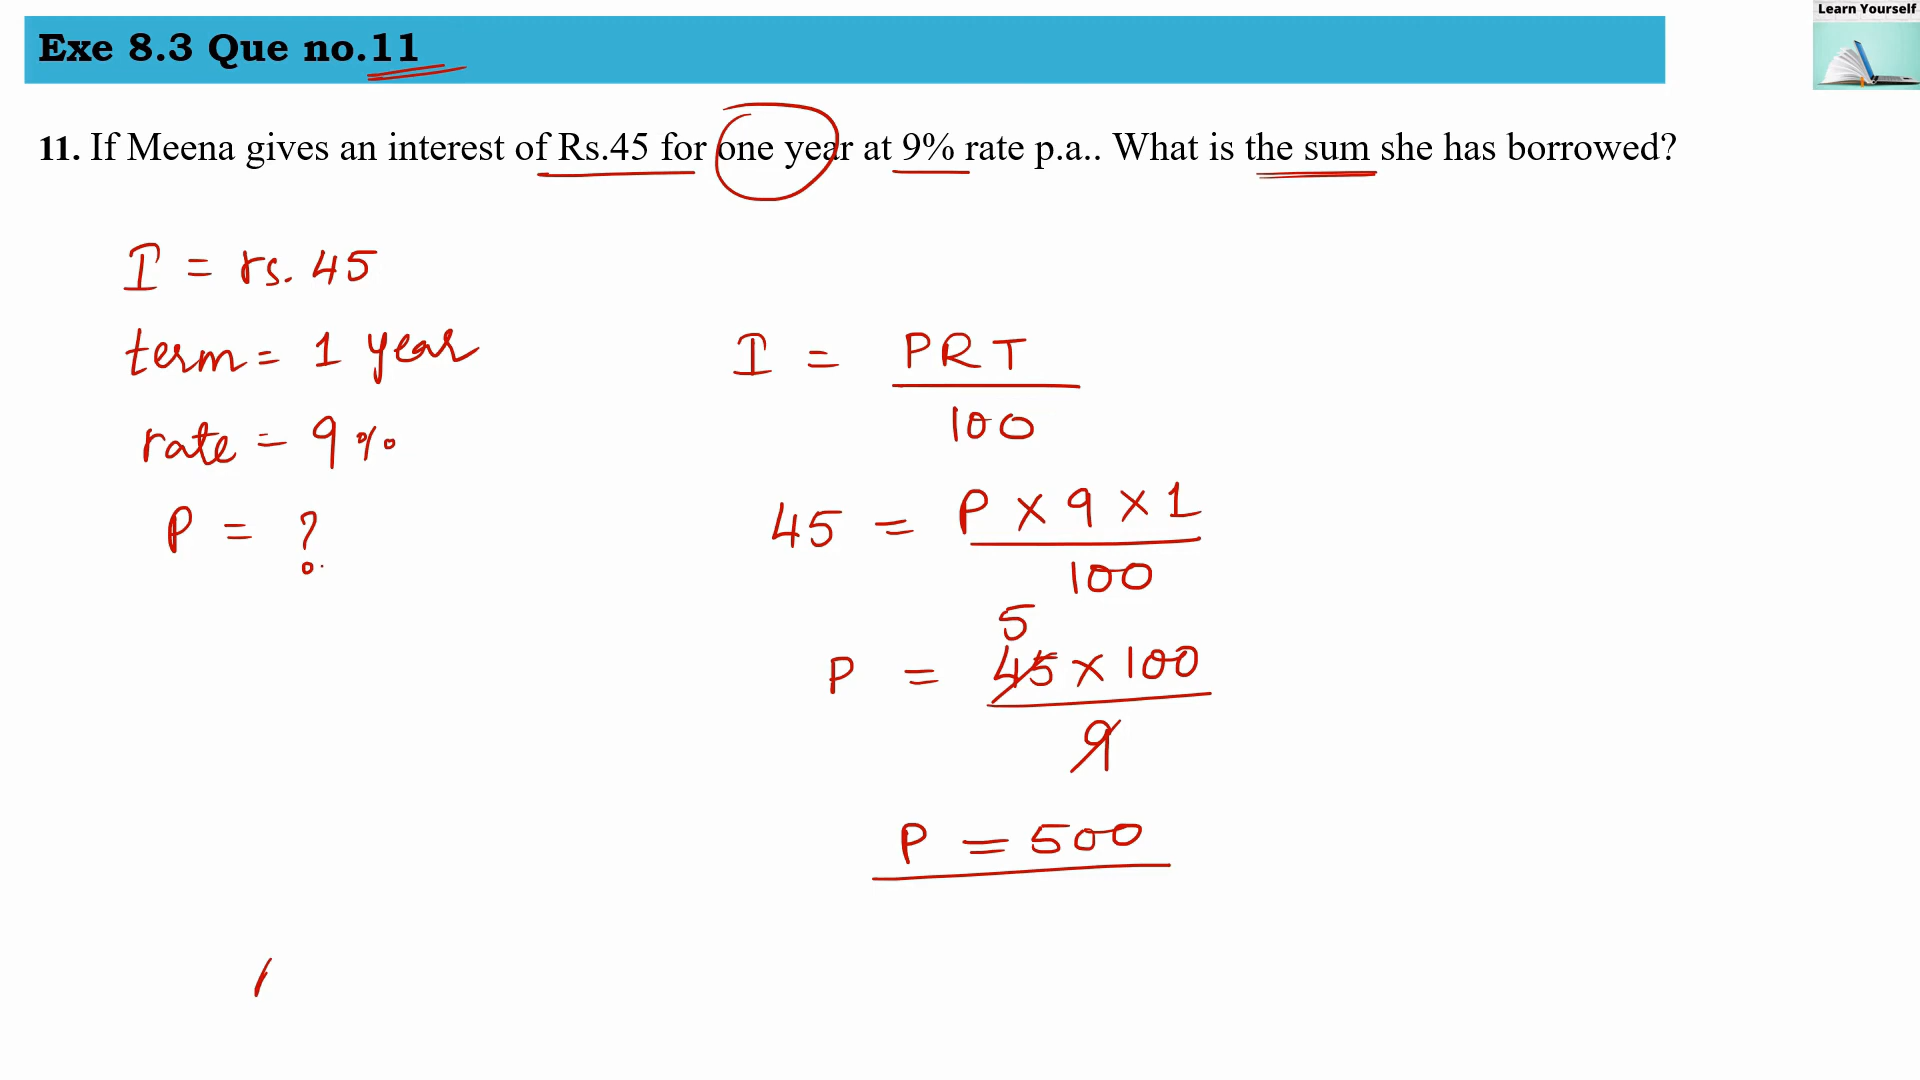 Learn Yourself
Exe 8.3 Que no.11
11. If Meena gives an interest of Rs.45 for one year at 9% rate p.a.. What is the sum she has borrowed?
I = rs. 45
term = 1 year
rate = 9%
P = ?
I = PRT
100
45 = P × 9 × 1
100
5
P = 45 × 100
9
P = 500